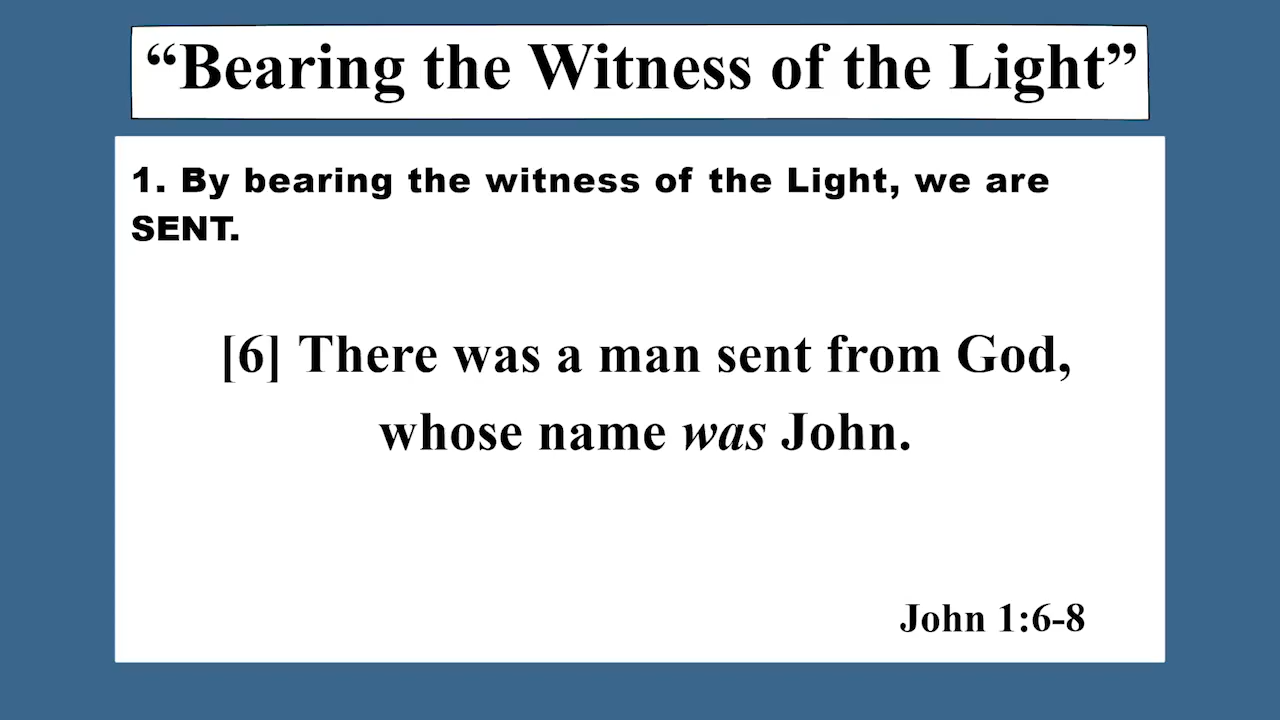 “Bearing the Witness of the Light”
1. By bearing the witness of the Light, we are
SENT.
[6] There was a man sent from God,
whose name was John.
John 1:6-8